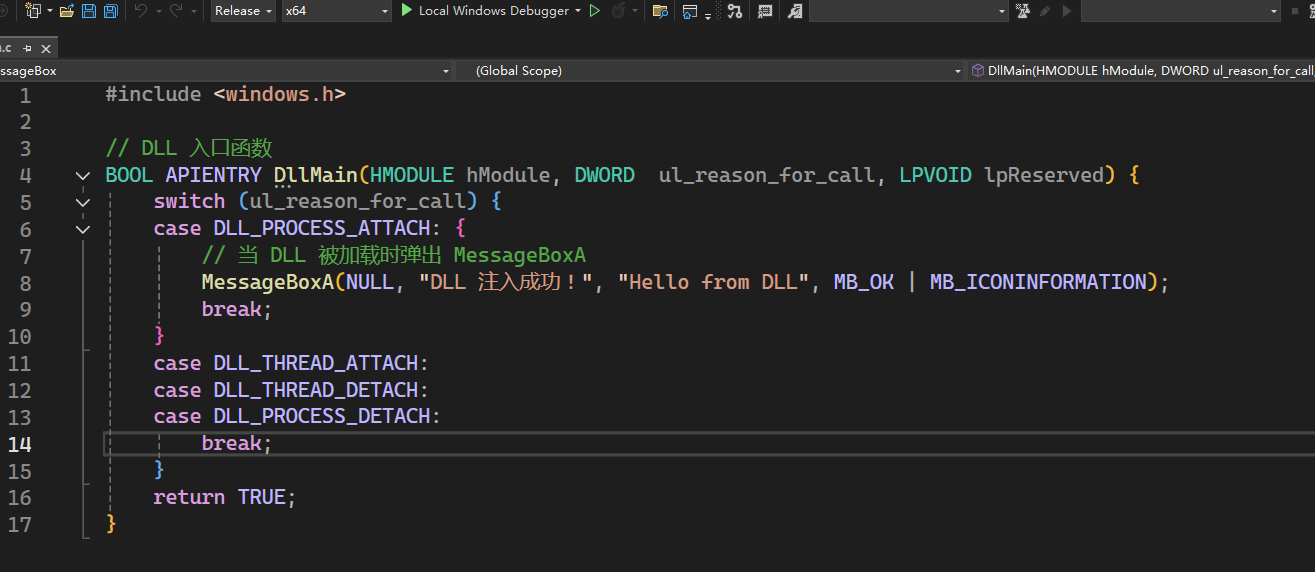 Release
x64
Local Windows Debugger
.c
ssageBox
(Global Scope)
DllMain(HMODULE hModule, DWORD ul_reason_for_call,
1 #include <windows.h>
2
3 // DLL 入口函数
4 BOOL APIENTRY DllMain(HMODULE hModule, DWORD  ul_reason_for_call, LPVOID lpReserved) {
5     switch (ul_reason_for_call) {
6     case DLL_PROCESS_ATTACH: {
7         // 当 DLL 被加载时弹出 MessageBoxA
8         MessageBoxA(NULL, "DLL 注入成功！", "Hello from DLL", MB_OK | MB_ICONINFORMATION);
9         break;
10     }
11     case DLL_THREAD_ATTACH:
12     case DLL_THREAD_DETACH:
13     case DLL_PROCESS_DETACH:
14         break;
15     }
16     return TRUE;
17 }